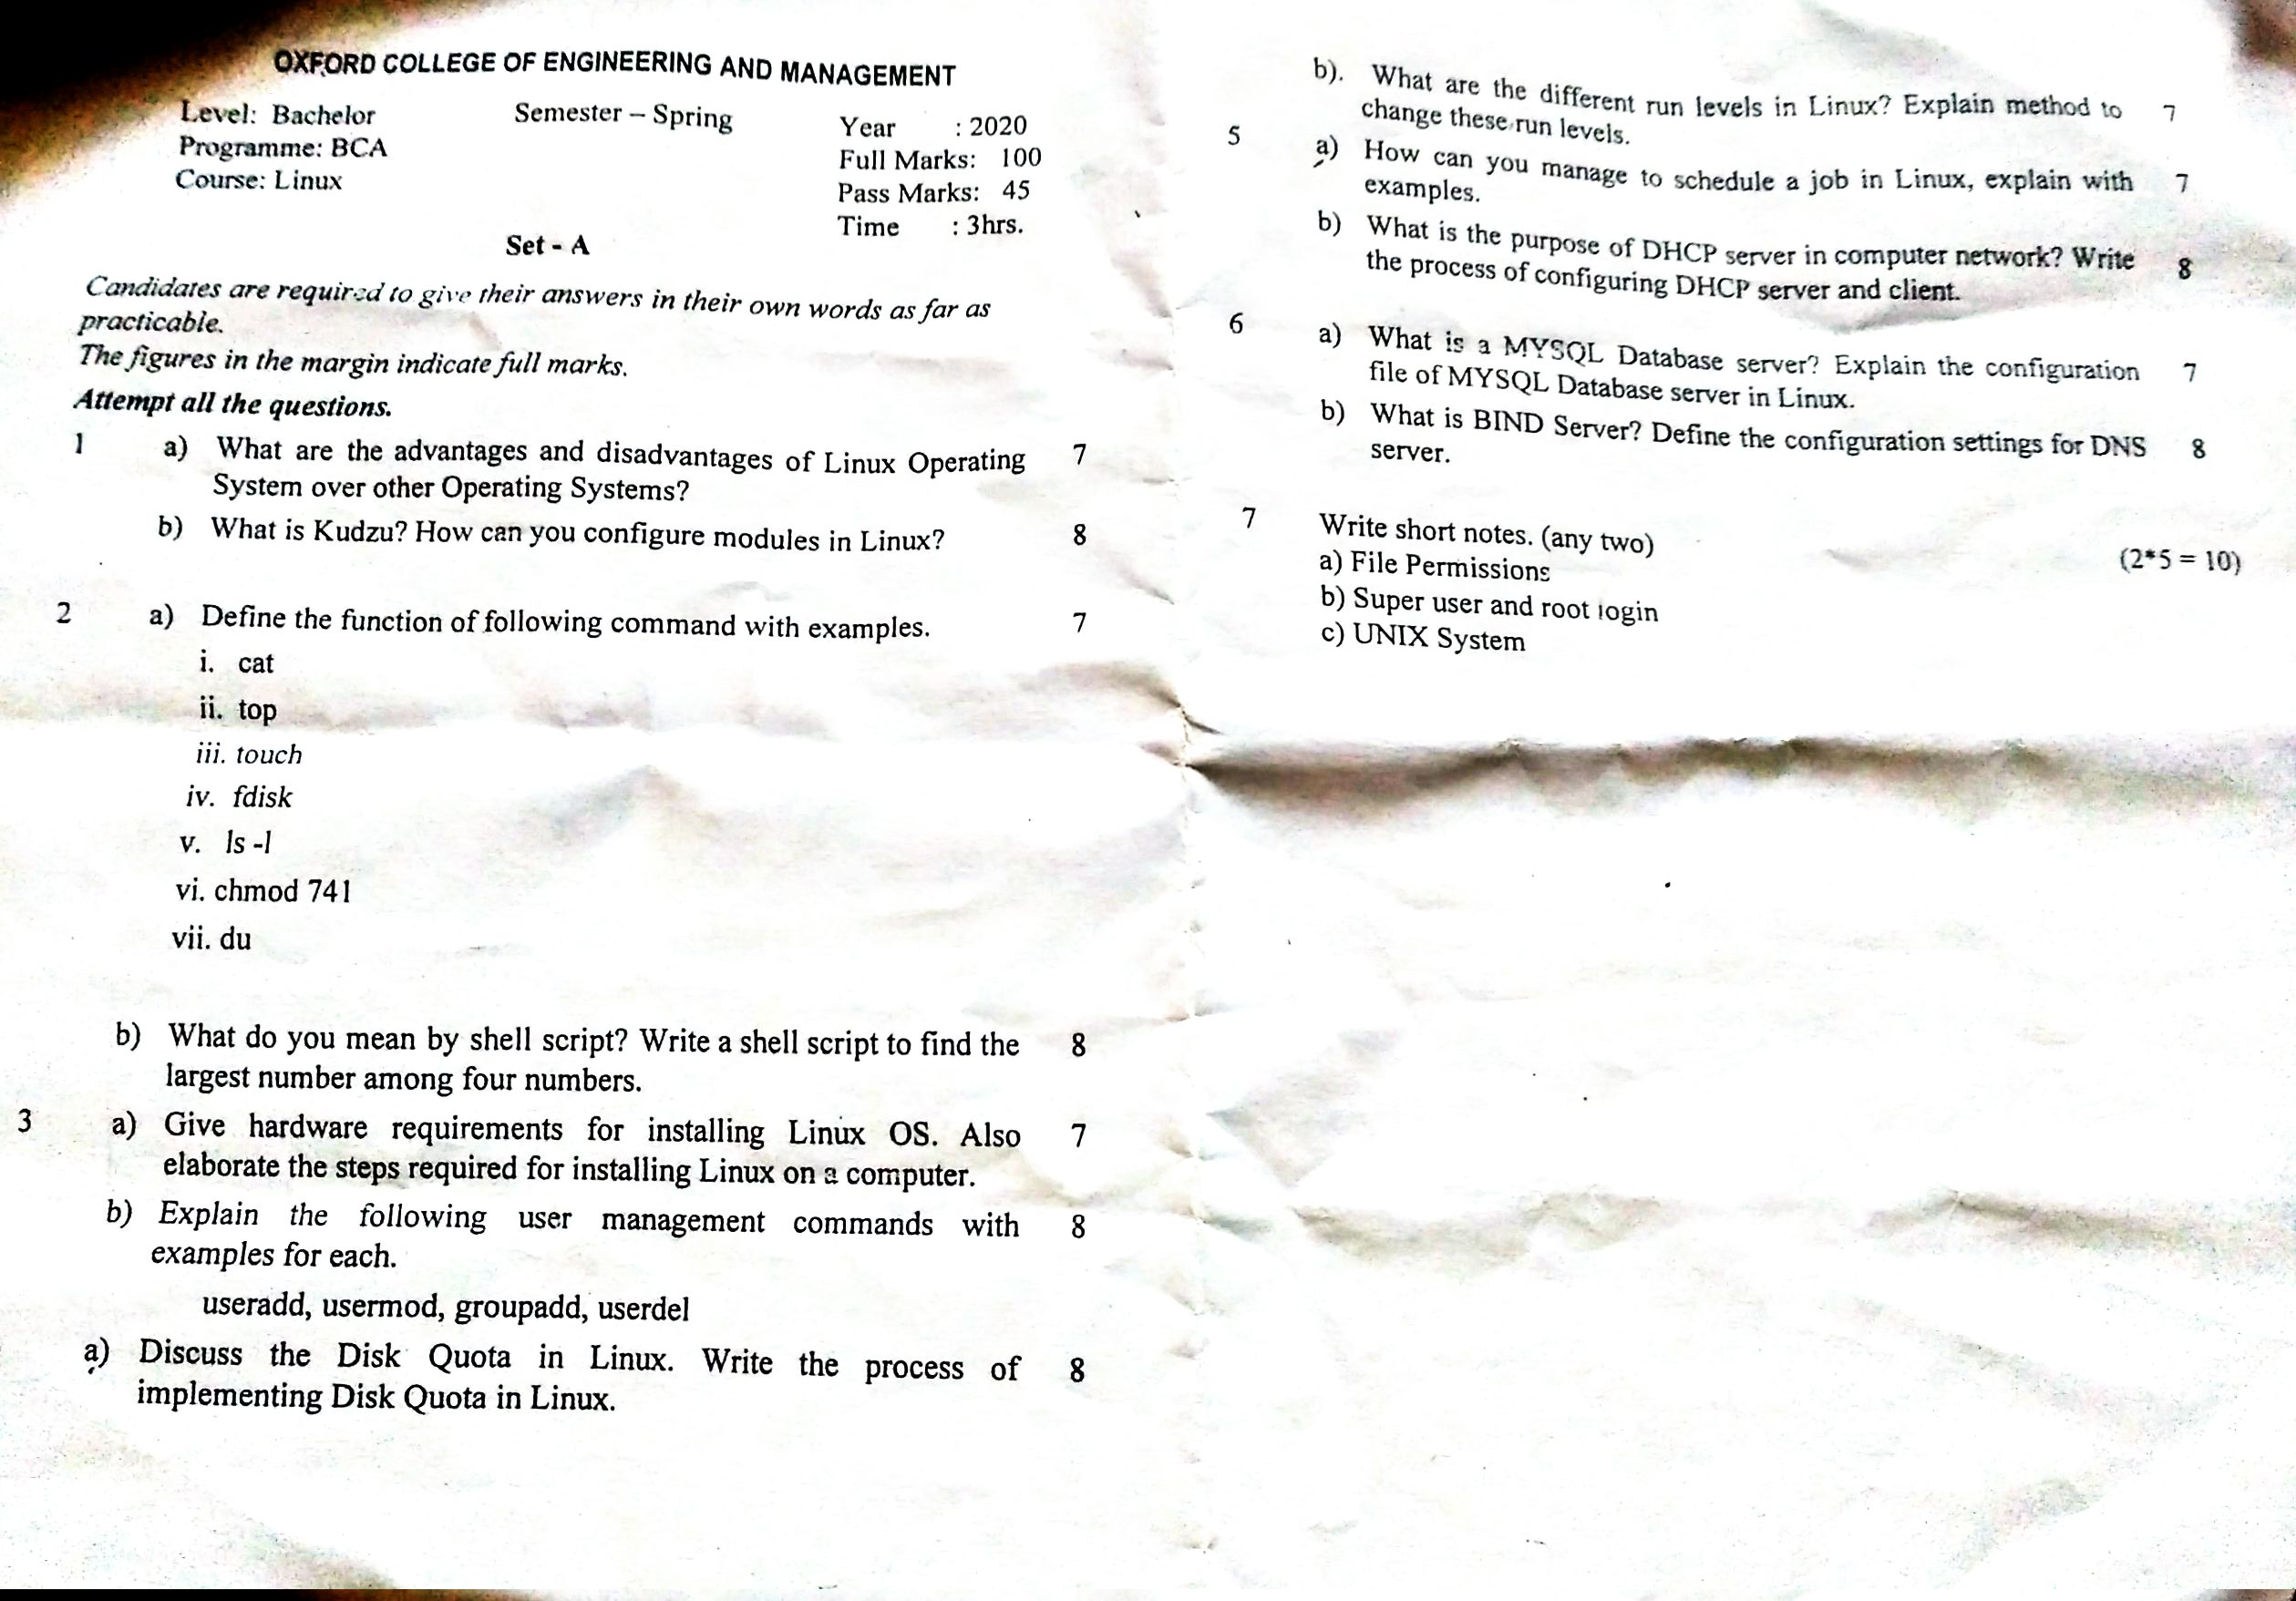 OXFORD COLLEGE OF ENGINEERING AND MANAGEMENT
Level: Bachelor Semester – Spring Year : 2020
Programme: BCA Full Marks: 100
Course: Linux Pass Marks: 45
Time : 3hrs.
Set - A
Candidates are required to give their answers in their own words as far as
practicable.
The figures in the margin indicate full marks.
Attempt all the questions.
1 a) What are the advantages and disadvantages of Linux Operating 7
System over other Operating Systems?
b) What is Kudzu? How can you configure modules in Linux? 8
2 a) Define the function of following command with examples. 7
i. cat
ii. top
iii. touch
iv. fdisk
v. ls -l
vi. chmod 741
vii. du
b) What do you mean by shell script? Write a shell script to find the 8
largest number among four numbers.
3 a) Give hardware requirements for installing Linux OS. Also 7
elaborate the steps required for installing Linux on a computer.
b) Explain the following user management commands with 8
examples for each.
useradd, usermod, groupadd, userdel
a) Discuss the Disk Quota in Linux. Write the process of 8
implementing Disk Quota in Linux.
b). What are the different run levels in Linux? Explain method to 7
change these run levels.
5 a) How can you manage to schedule a job in Linux, explain with 7
examples.
b) What is the purpose of DHCP server in computer network? Write 8
the process of configuring DHCP server and client.
6 a) What is a MYSQL Database server? Explain the configuration 7
file of MYSQL Database server in Linux.
b) What is BIND Server? Define the configuration settings for DNS 8
server.
7 Write short notes. (any two) (2*5 = 10)
a) File Permissions
b) Super user and root login
c) UNIX System